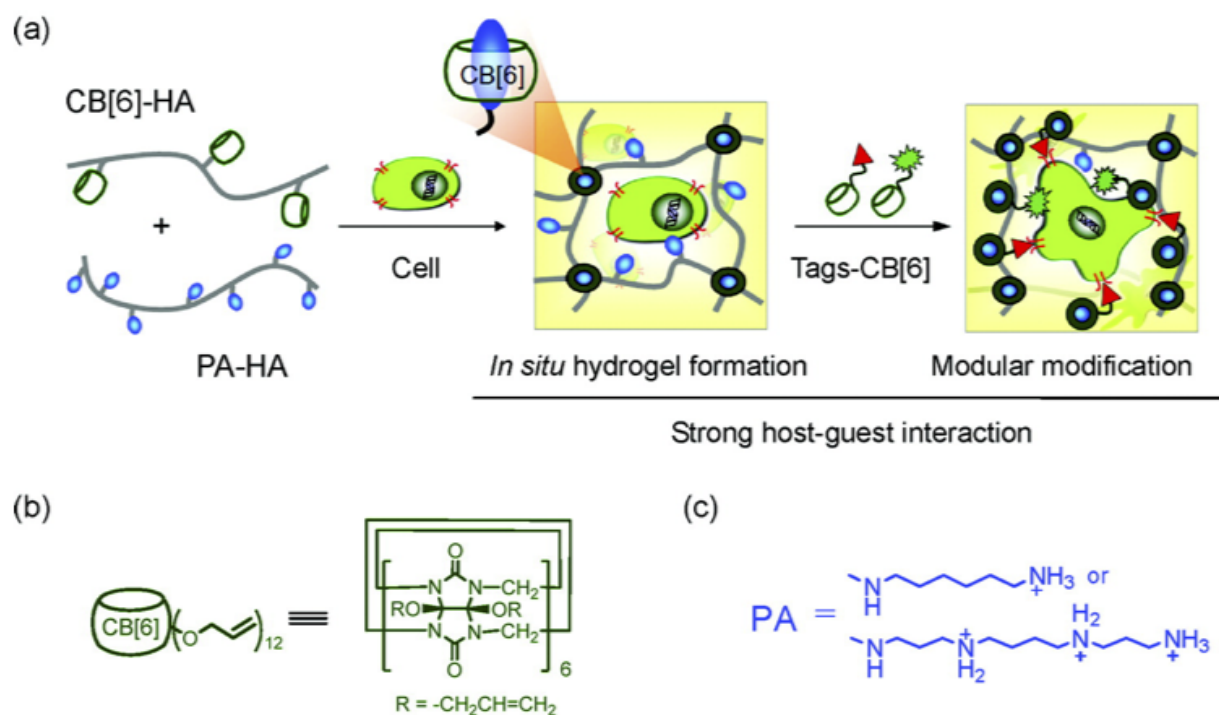 (a)
CB[6]-HA
+
PA-HA
CB[6]
Cell
Tags-CB[6]
In situ hydrogel formation
Modular modification
Strong host-guest interaction
(b)
CB[6] (O )12
O
N N CH2
RO OR
N N CH2
O
6
R = -CH2CH=CH2
(c)
PA =
N H NH3 + or
N H N + H2 H2 N + NH3 +